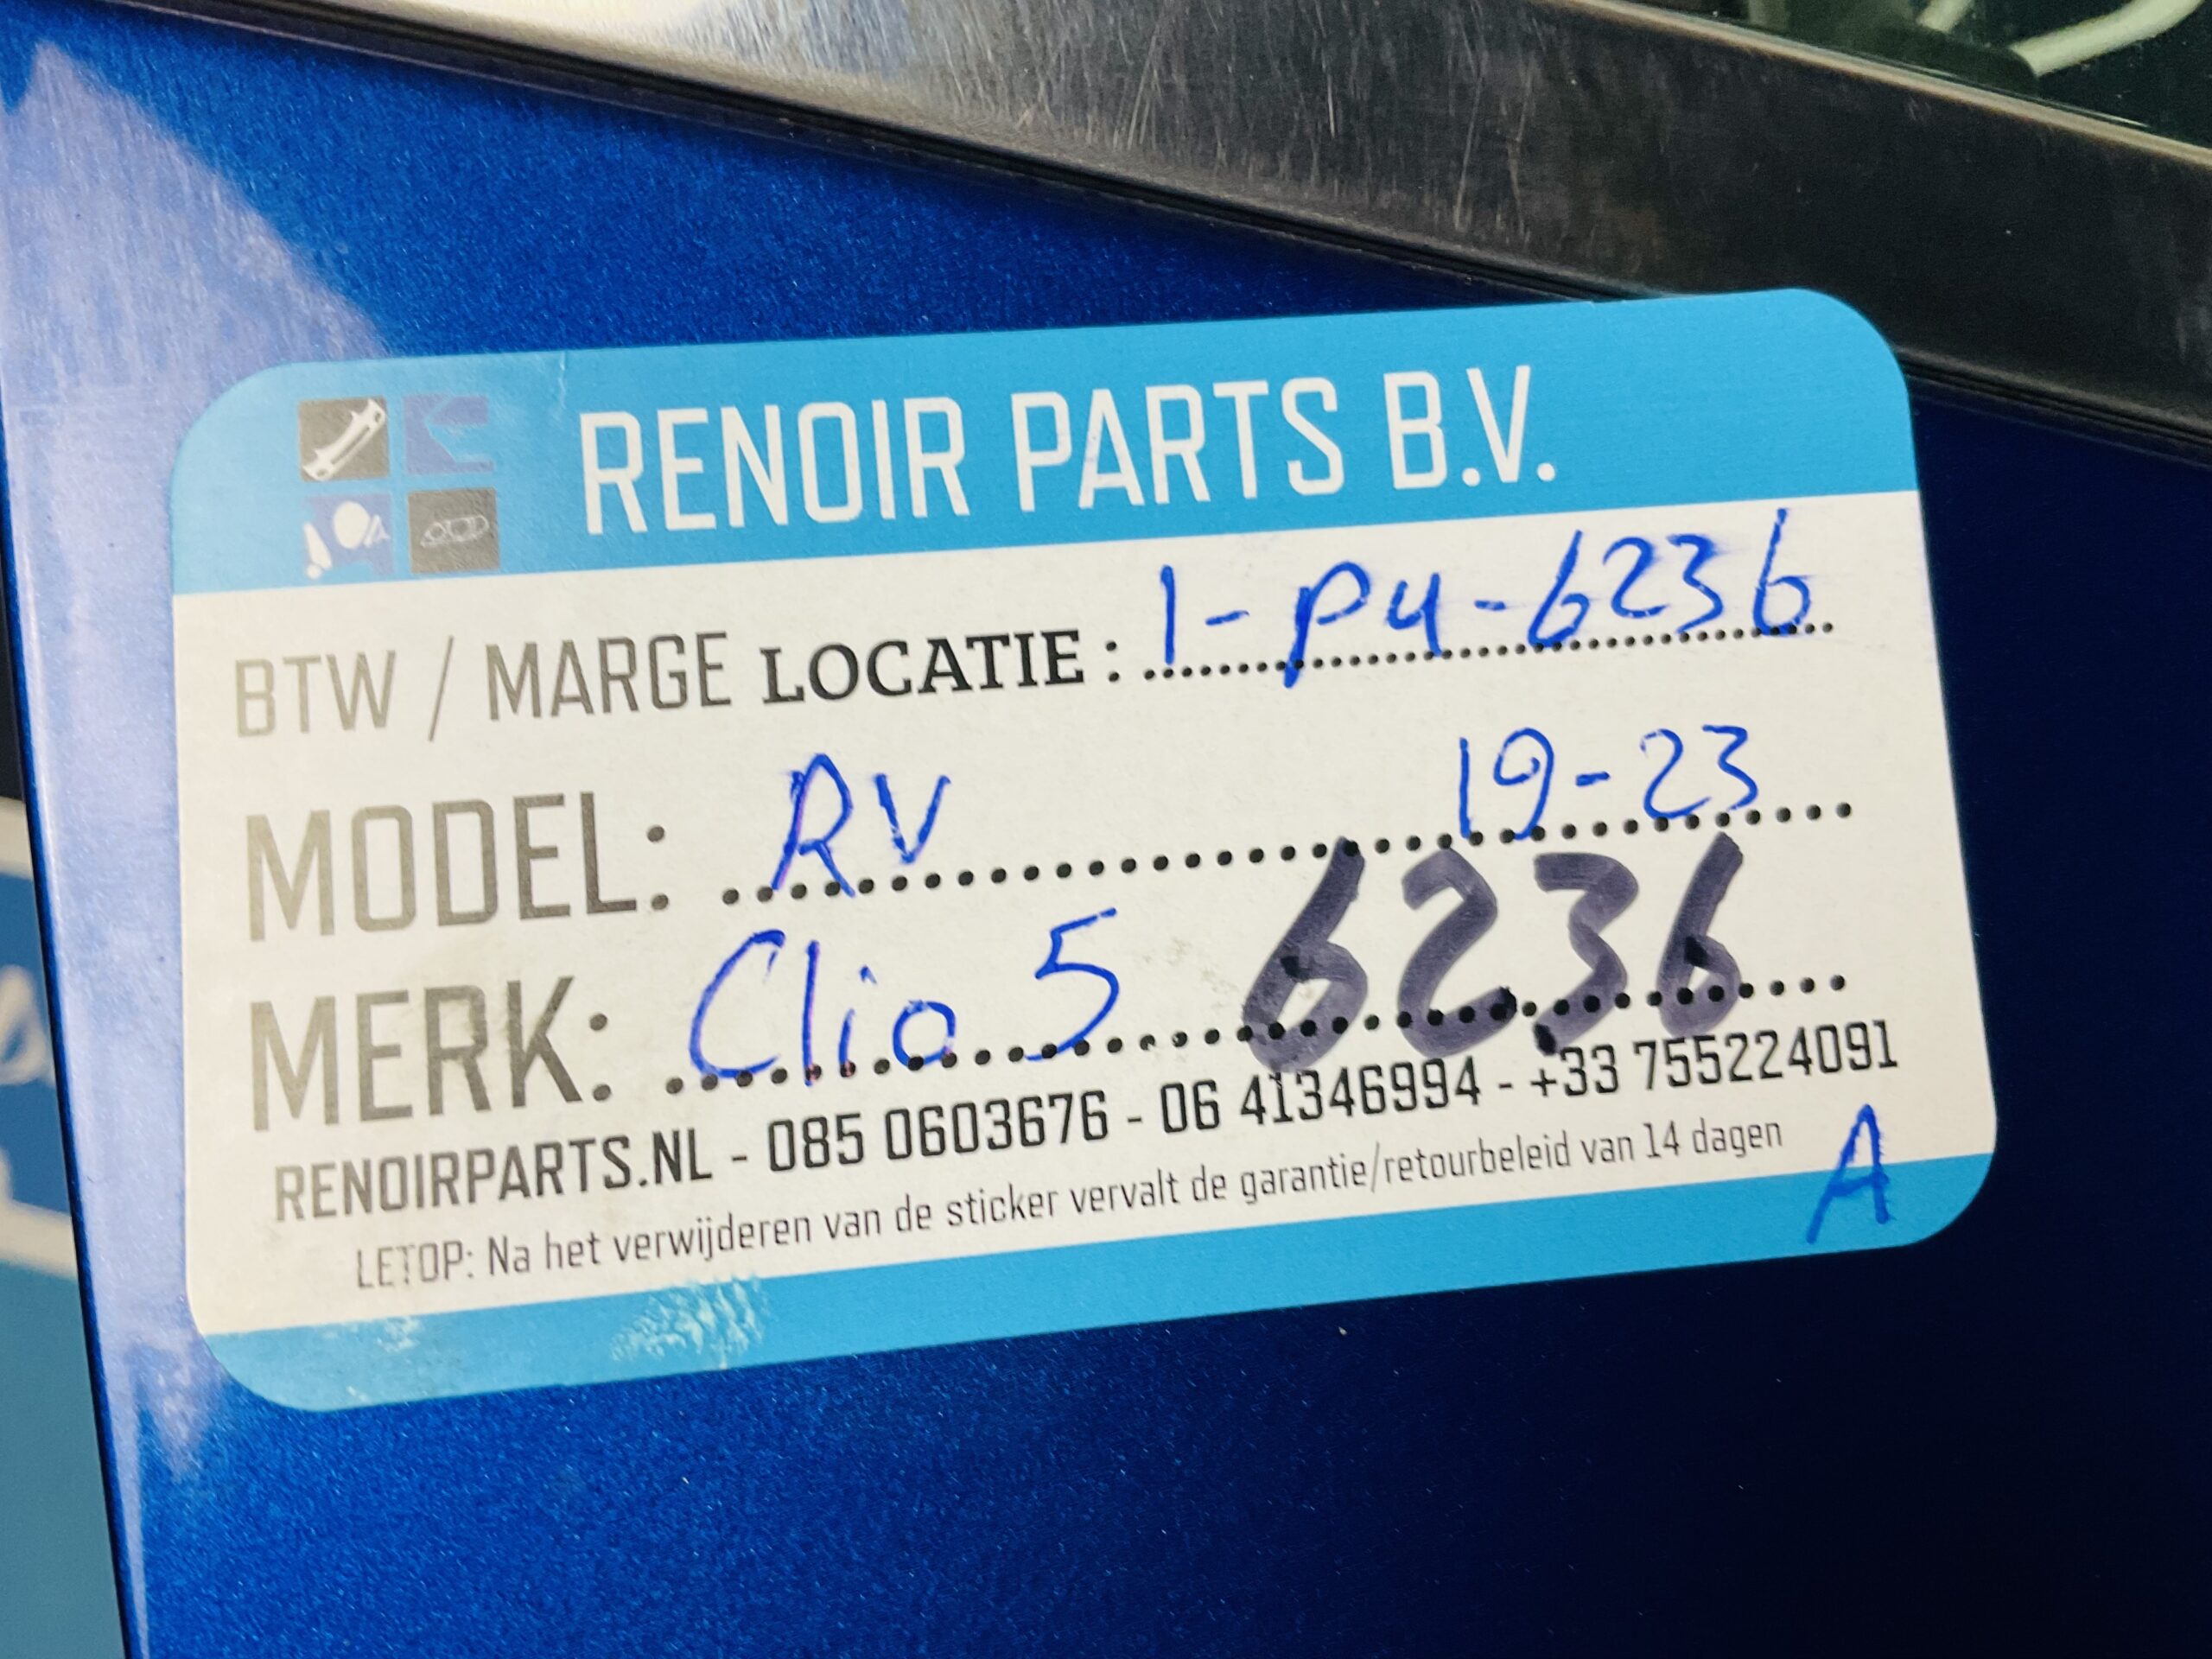 RENOIR PARTS B.V.
BTW / MARGE LOCATIE : 1-P4-6236
MODEL: RV 19-23
MERK: Clio 5 6236
RENOIRPARTS.NL - 085 0603676 - 06 41346994 - +33 755224091
LETOP: Na het verwijderen van de sticker vervalt de garantie/retourbeleid van 14 dagen
A